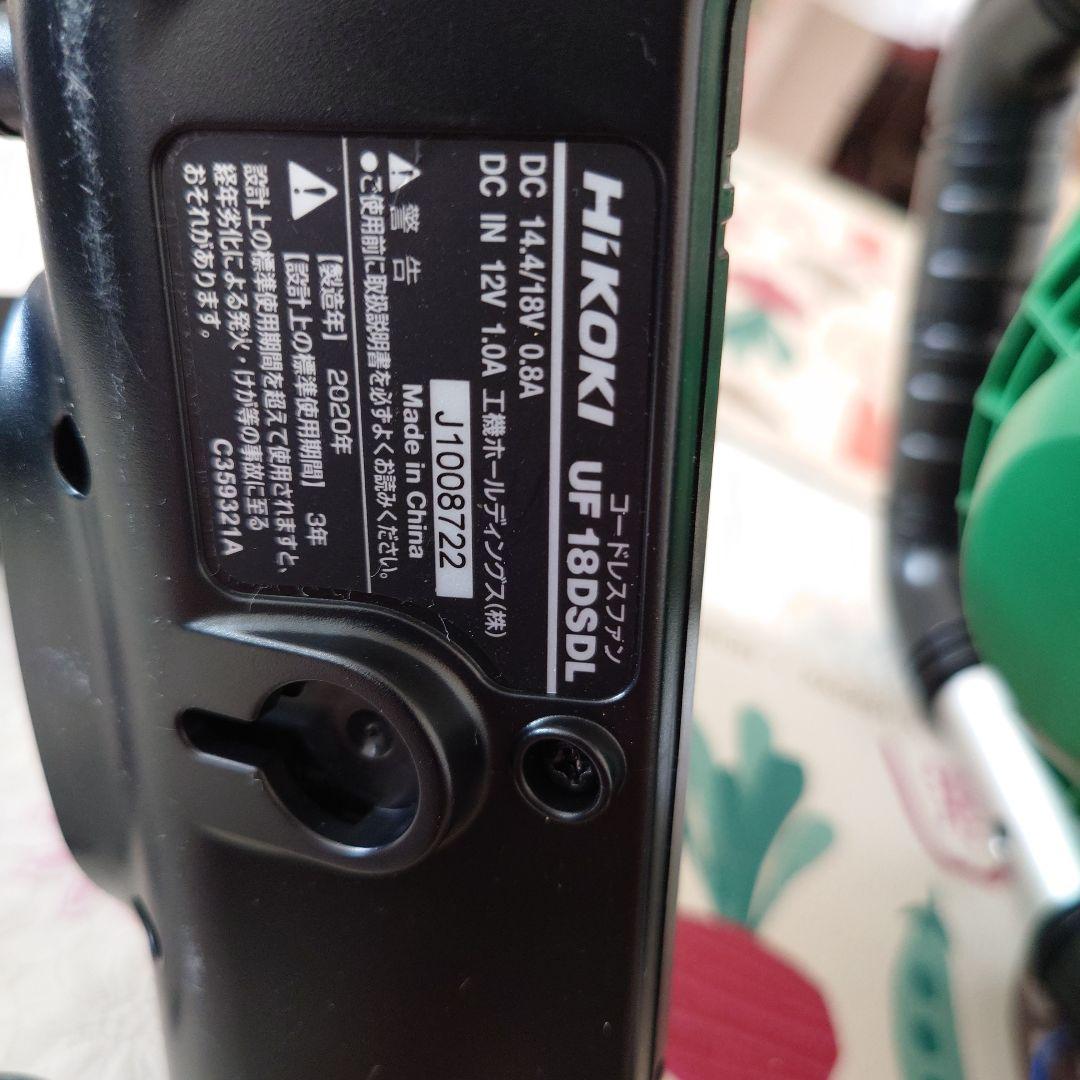 コードレスファン
HiKOKI UF 18DSDL
DC 14.4/18V 0.8A
DC IN 12V 1.0A 工機ホールディングス(株)
J1008722
Made in China
警告
●ご使用前に取扱説明書を必ずよくお読みください。
【製造年】 2020年
【設計上の標準使用期間】 3年
設計上の標準使用期間を超えて使用されますと、
経年劣化による発火・けが等の事故に至る
おそれがあります。
C359321A